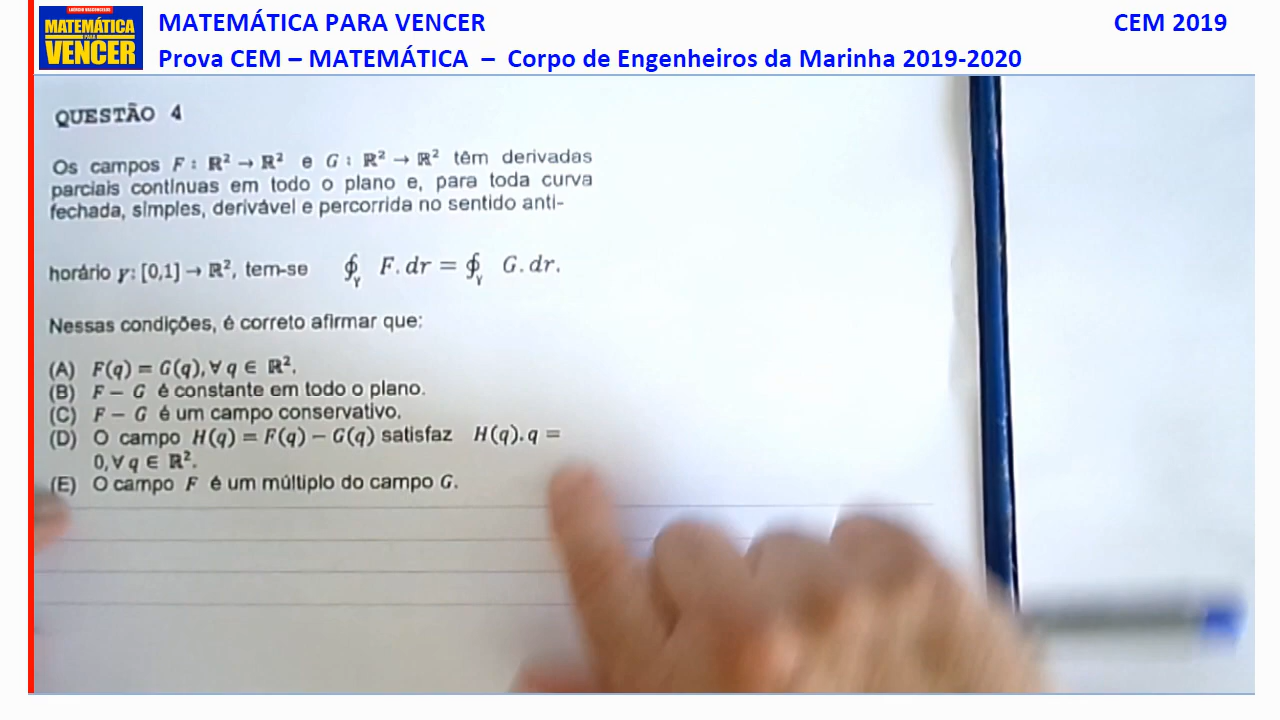 LAERCIO VASCONCELOS
MATEMÁTICA
PARA
VENCER
MATEMÁTICA PARA VENCER
CEM 2019
Prova CEM – MATEMÁTICA – Corpo de Engenheiros da Marinha 2019-2020
QUESTÃO 4
Os campos F : ℝ² → ℝ² e G : ℝ² → ℝ² têm derivadas
parciais contínuas em todo o plano e, para toda curva
fechada, simples, derivável e percorrida no sentido anti-
horário γ: [0,1] → ℝ², tem-se ∮γ F. dr = ∮γ G. dr.
Nessas condições, é correto afirmar que:
(A) F(q) = G(q), ∀ q ∈ ℝ².
(B) F − G é constante em todo o plano.
(C) F − G é um campo conservativo.
(D) O campo H(q) = F(q) − G(q) satisfaz H(q). q =
0, ∀ q ∈ ℝ².
(E) O campo F é um múltiplo do campo G.